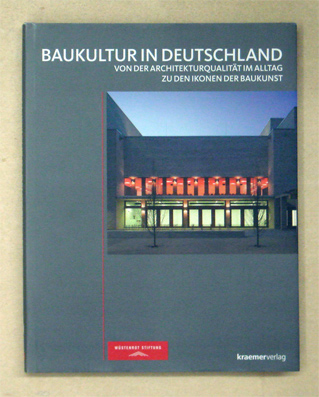 BAUKULTUR IN DEUTSCHLAND
VON DER ARCHITEKTURQUALITÄT IM ALLTAG
ZU DEN IKONEN DER BAUKUNST
WÜSTENROT STIFTUNG
kraemerverlag